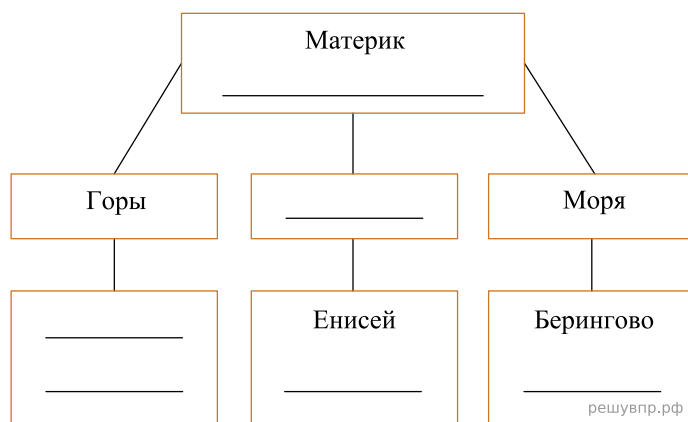 Материк
Горы
Моря
Енисей
Берингово
решувпр.рф